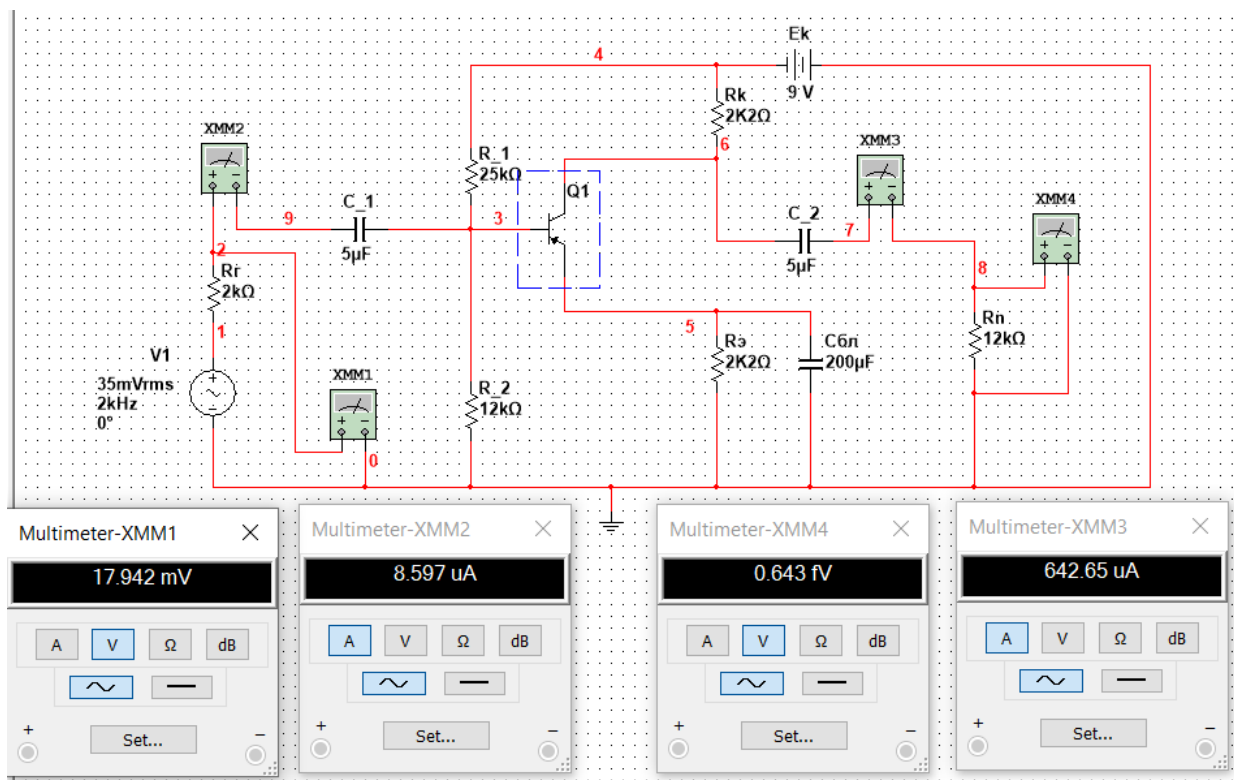 Ek
4
9 V
Rk
2K2Ω
6
XMM2
XMM3
R_1
25kΩ
Q1
XMM4
C_1
9
3
C_2
7
5µF
2
5µF
8
Rг
2kΩ
1
5
Rэ
2K2Ω
Cбл
200µF
Rn
12kΩ
V1
35mVrms
2kHz
0°
XMM1
R_2
12kΩ
0
Multimeter-XMM1
17.942 mV
A V Ω dB
+ -
Set...
Multimeter-XMM2
8.597 uA
A V Ω dB
+ -
Set...
Multimeter-XMM4
0.643 fV
A V Ω dB
+ -
Set...
Multimeter-XMM3
642.65 uA
A V Ω dB
+ -
Set...